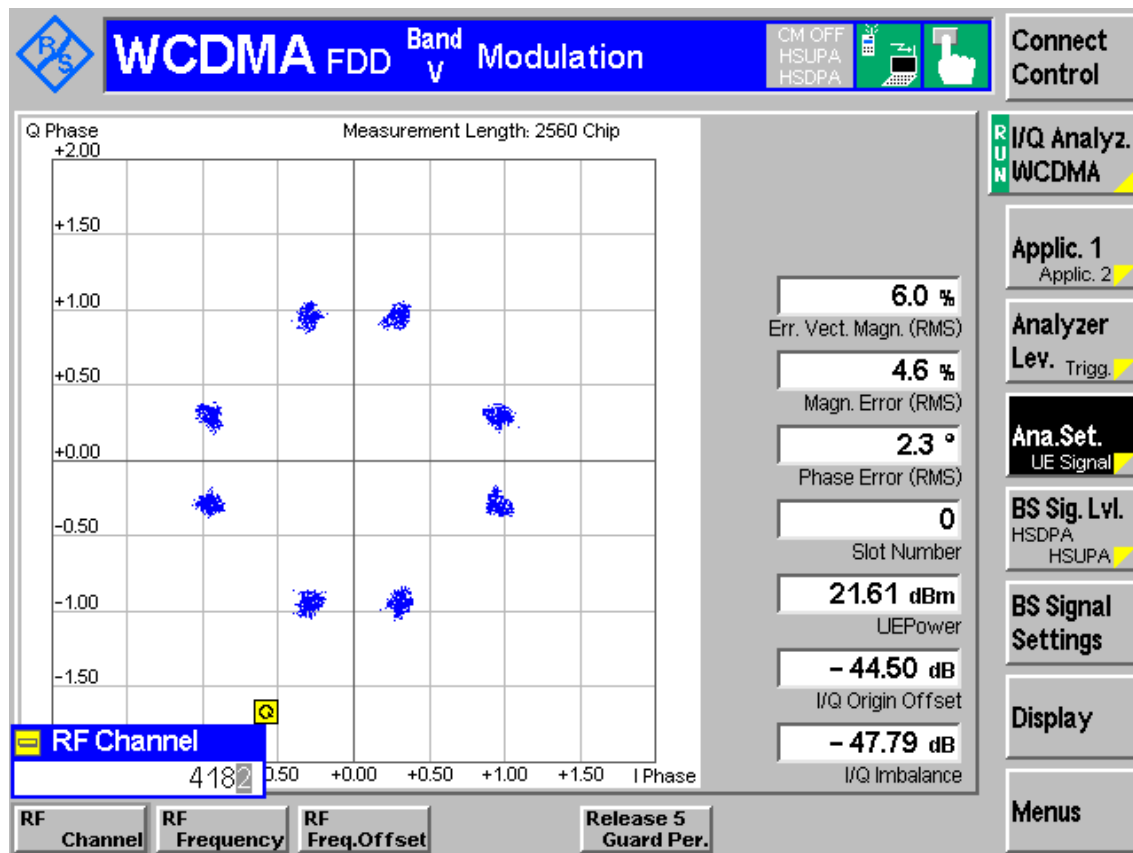 R&S
WCDMA FDD Band V Modulation
CM OFF
HSUPA
HSDPA
Connect Control
Q Phase
Measurement Length: 2560 Chip
+2.00
+1.50
+1.00
+0.50
+0.00
-0.50
-1.00
-1.50
0.50 +0.00 +0.50 +1.00 +1.50 I Phase
Q
RF Channel
4182
6.0 %
Err. Vect. Magn. (RMS)
4.6 %
Magn. Error (RMS)
2.3 °
Phase Error (RMS)
0
Slot Number
21.61 dBm
UEPower
- 44.50 dB
I/Q Origin Offset
- 47.79 dB
I/Q Imbalance
RUN
I/Q Analyz.
WCDMA
Applic. 1
Applic. 2
Analyzer
Lev. Trigg.
Ana.Set.
UE Signal
BS Sig. Lvl.
HSDPA
HSUPA
BS Signal
Settings
Display
Menus
RF Channel
RF Frequency
RF Freq.Offset
Release 5 Guard Per.